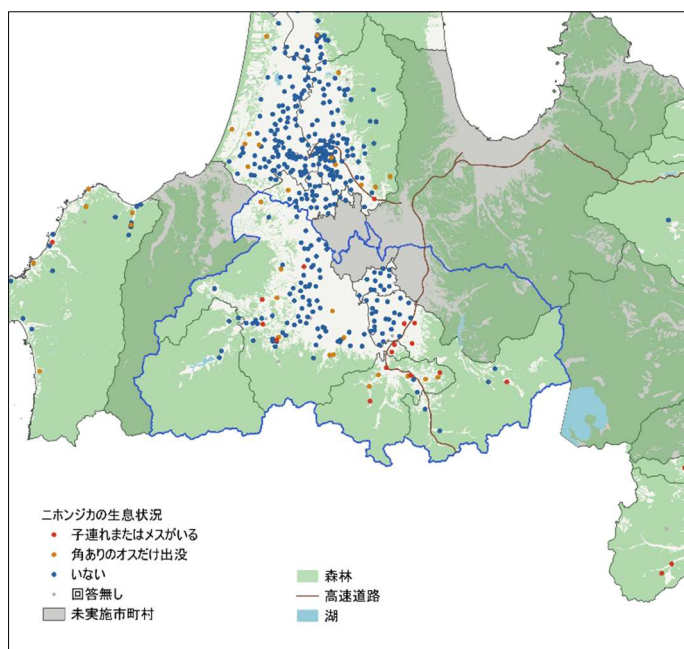 ニホンジカの生息状況
子連れまたはメスがいる
角ありのオスだけ出没
いない
回答無し
未実施市町村
森林
高速道路
湖